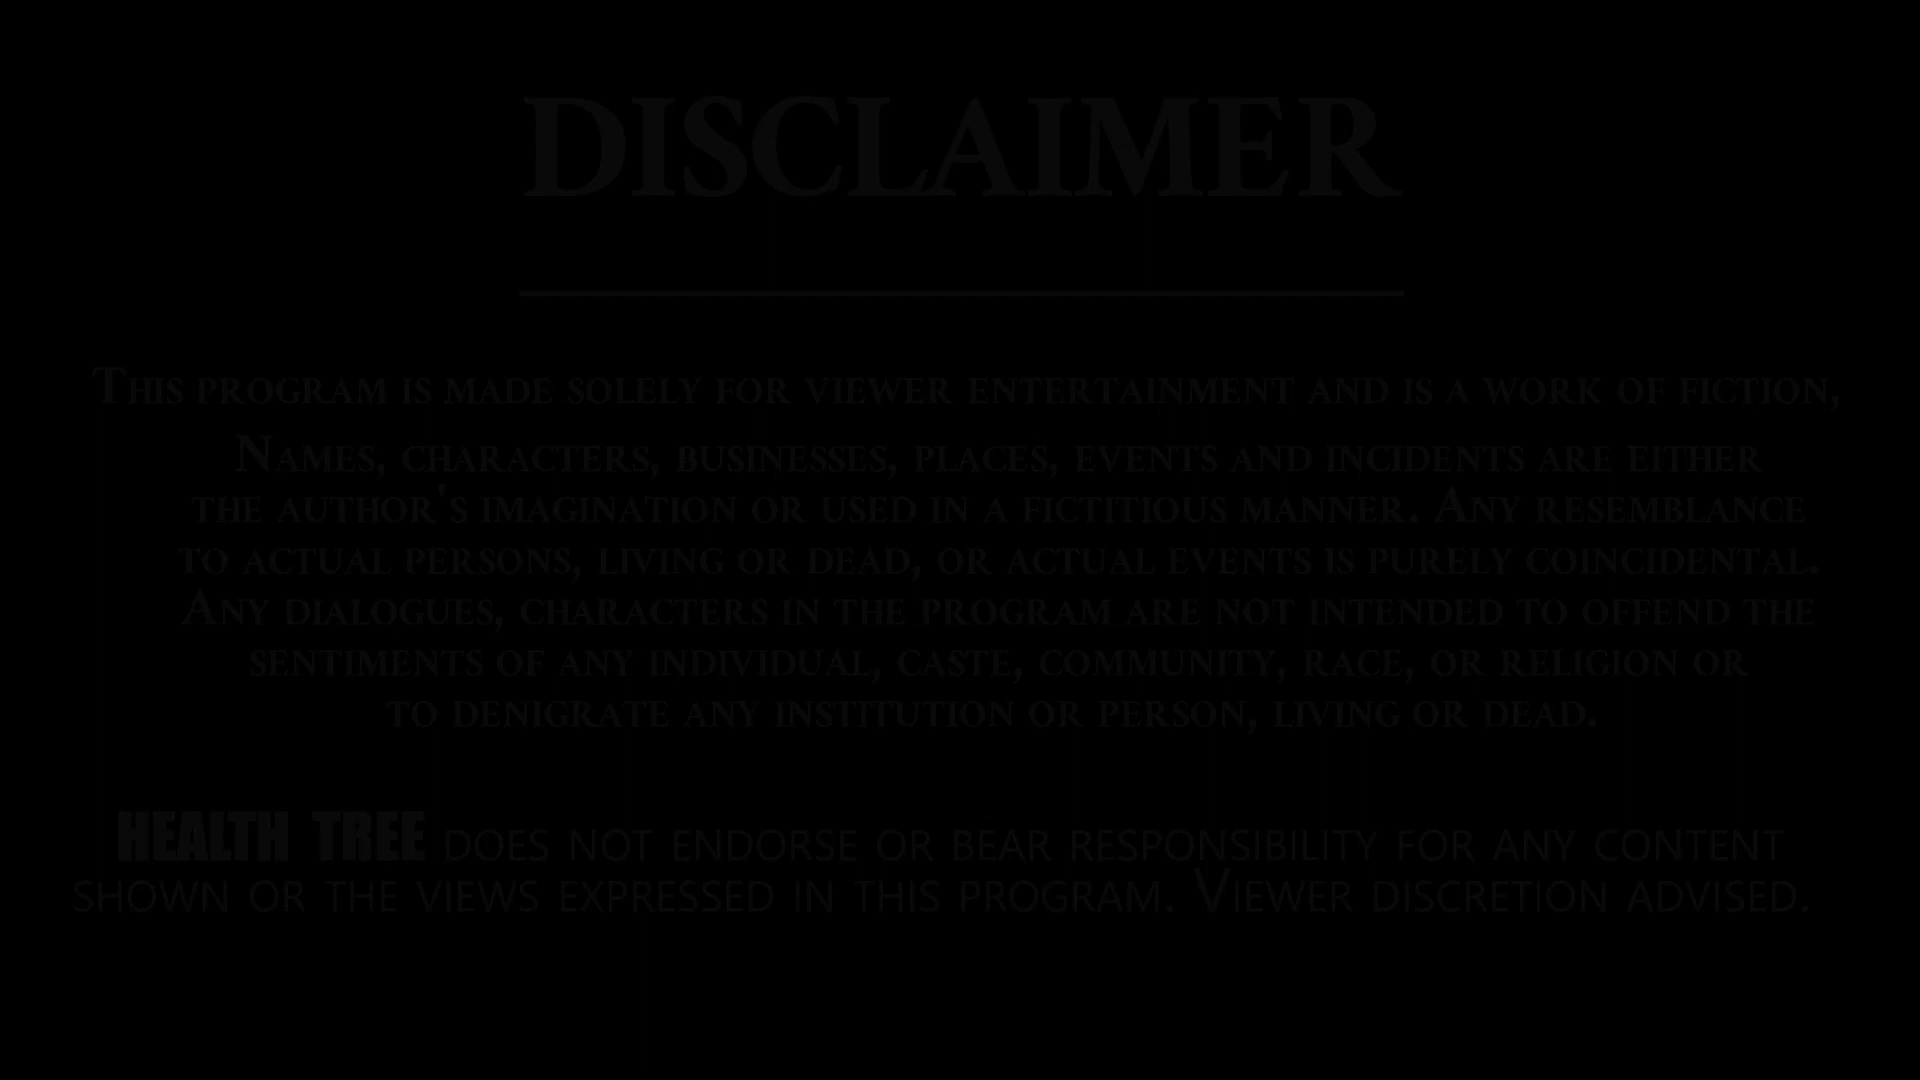 DISCLAIMER
This program is made solely for viewer entertainment and is a work of fiction,
Names, characters, businesses, places, events and incidents are either
the author's imagination or used in a fictitious manner. Any resemblance
to actual persons, living or dead, or actual events is purely coincidental.
Any dialogues, characters in the program are not intended to offend the
sentiments of any individual, caste, community, race, or religion or
to denigrate any institution or person, living or dead.
HEALTH TREE does not endorse or bear responsibility for any content
shown or the views expressed in this program. Viewer discretion advised.